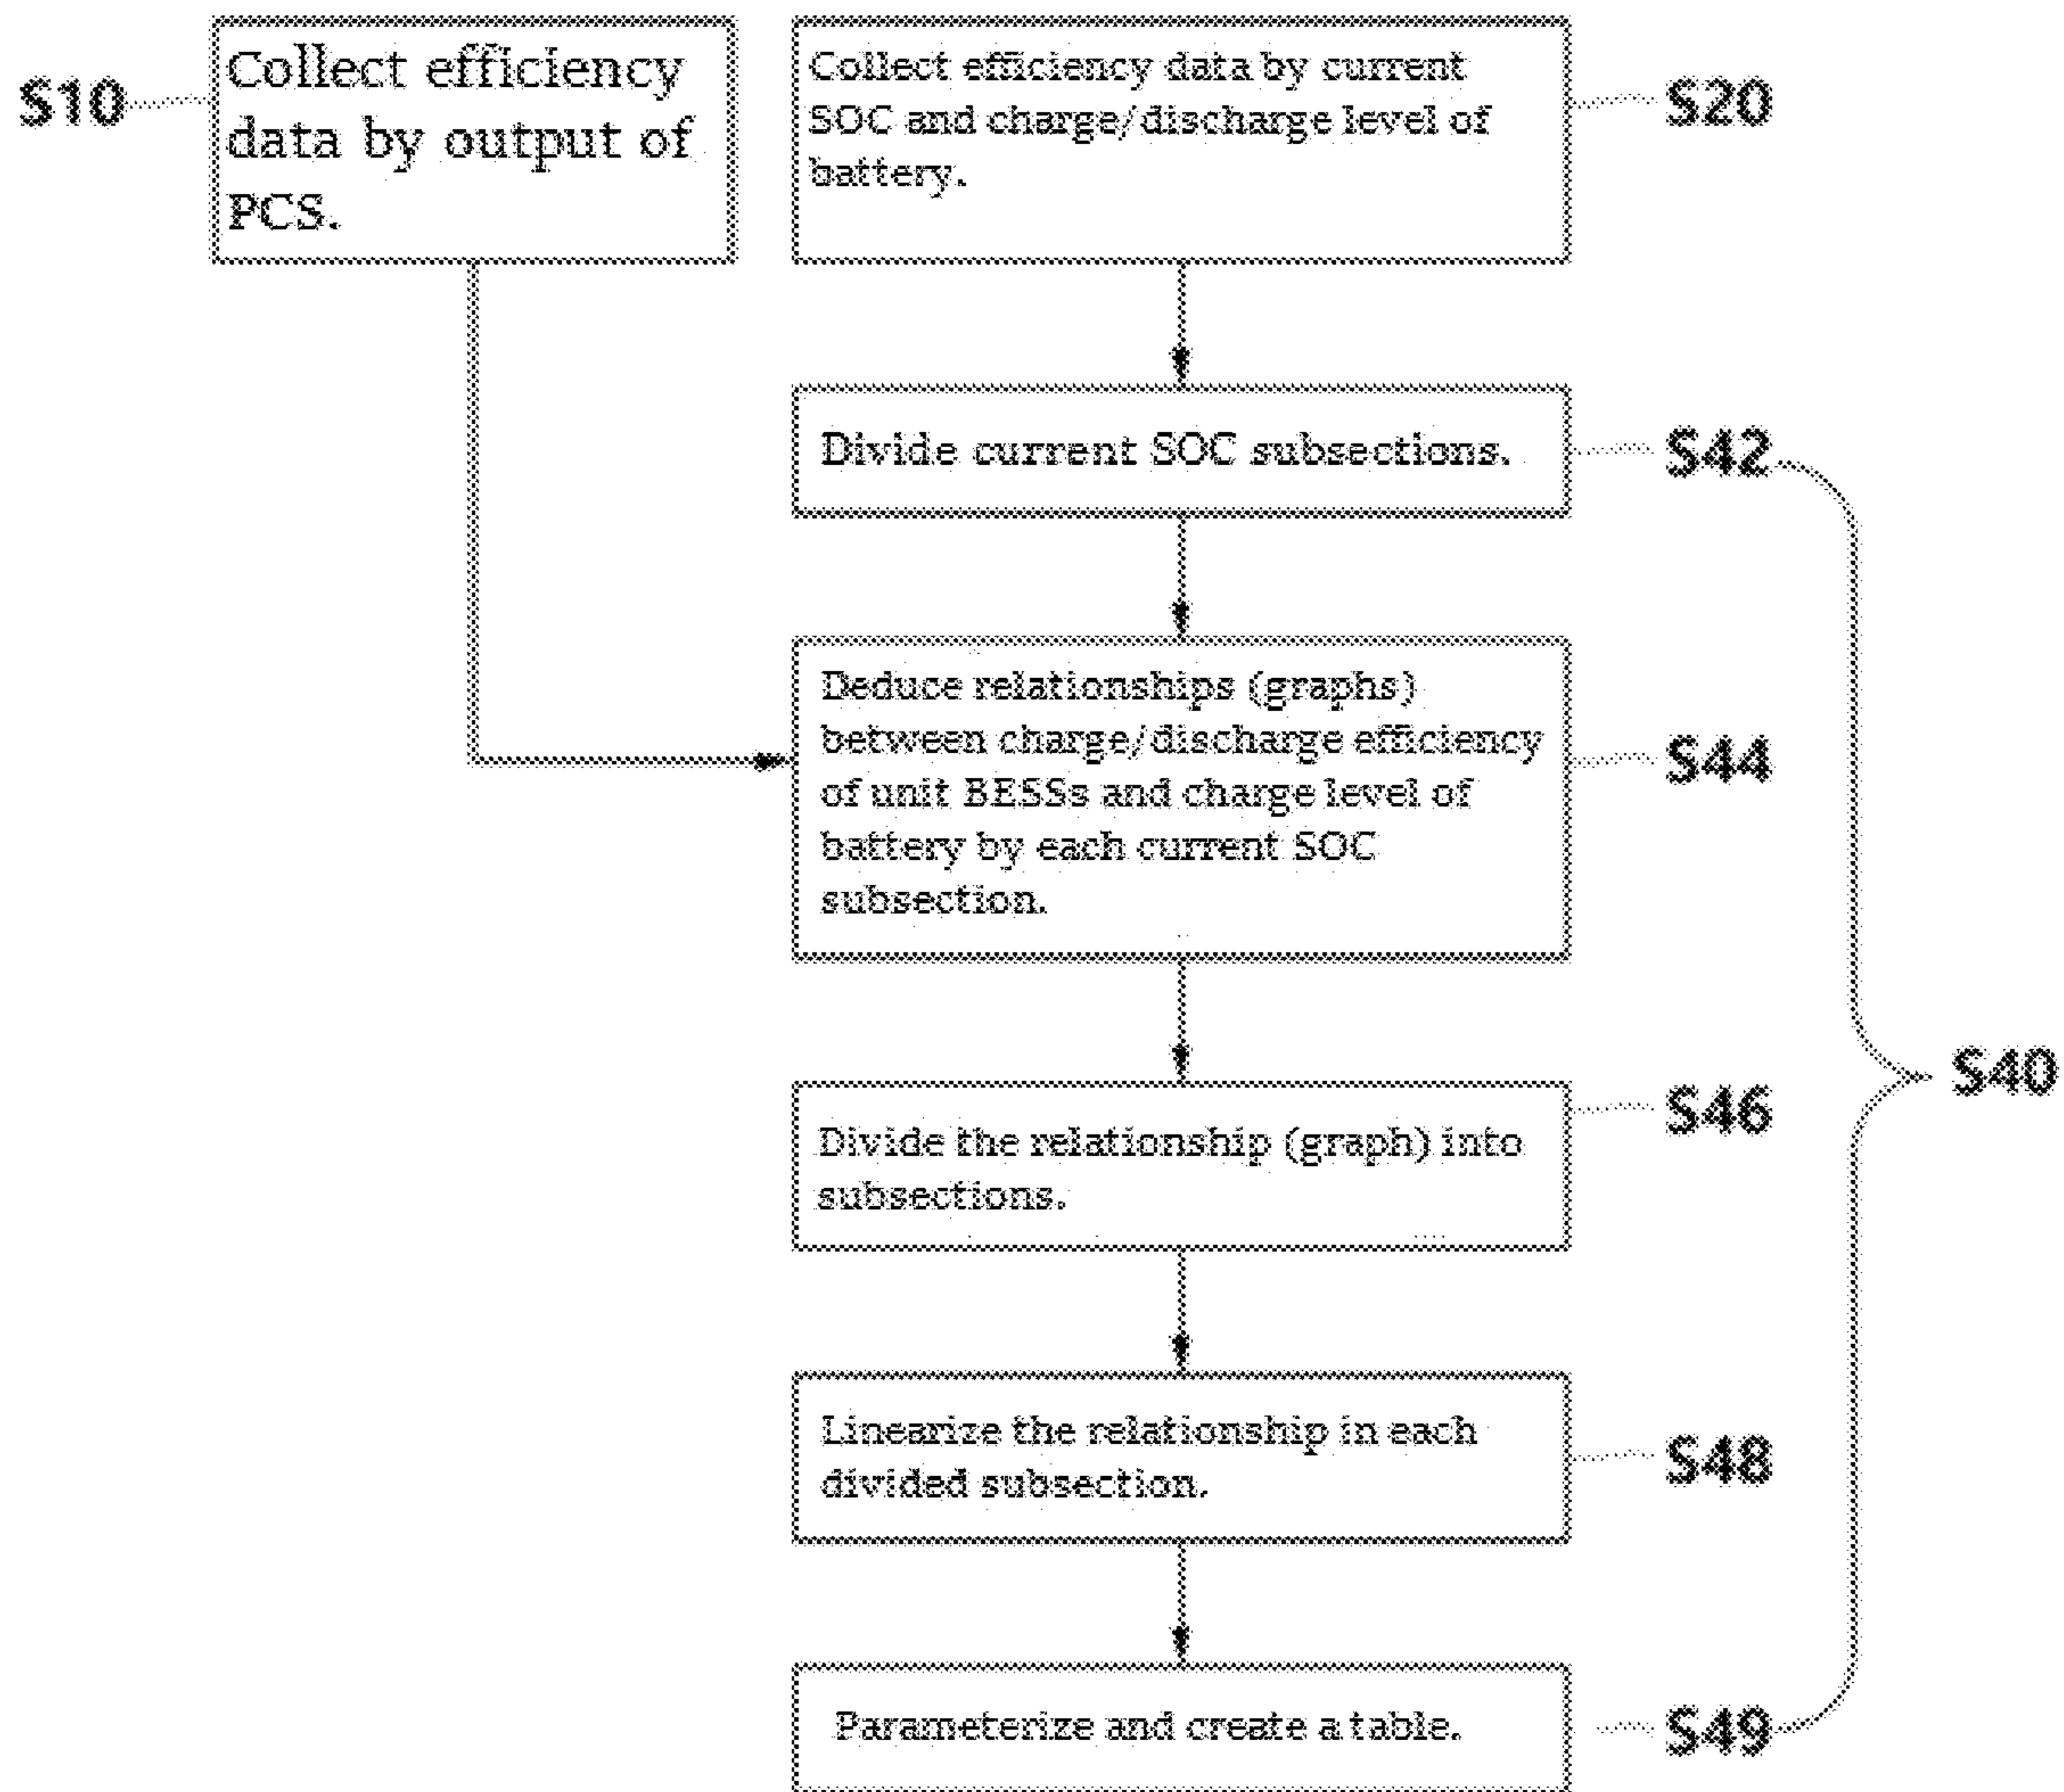 S10
Collect efficiency
data by output of
PCS.
Collect efficiency data by current
SOC and charge/discharge level of
battery.
S20
Divide current SOC subsections.
S42
Deduce relationships (graphs)
between charge/discharge efficiency
of unit BESSs and charge level of
battery by each current SOC
subsection.
S44
S40
Divide the relationship (graph) into
subsections.
S46
Linearize the relationship in each
divided subsection.
S48
Parameterize and create a table.
S49